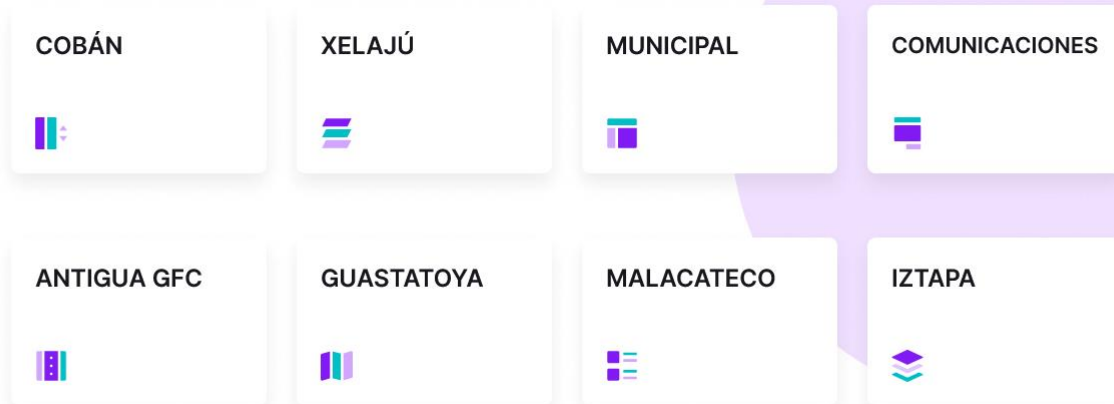 COBÁN
XELAJÚ
MUNICIPAL
COMUNICACIONES
ANTIGUA GFC
GUASTATOYA
MALACATECO
IZTAPA